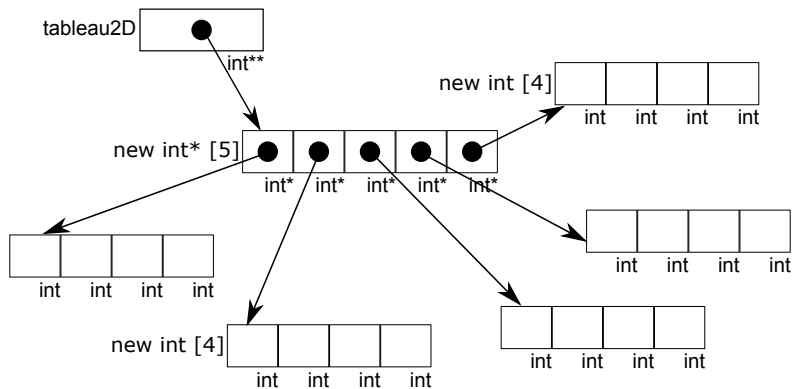 tableau2D
int**
new int [4]
int int int int
new int* [5]
int* int* int* int* int*
int int int int
int int int int
new int [4]
int int int int
int int int int